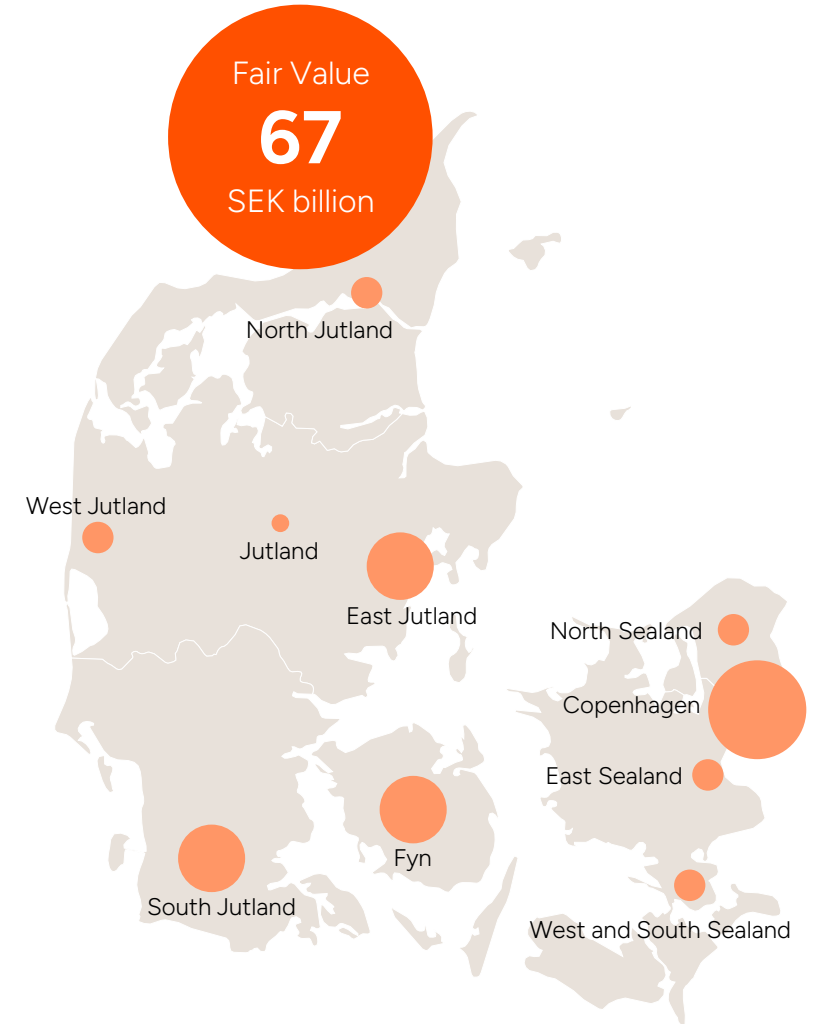 Fair Value
67
SEK billion
North Jutland
West Jutland
Jutland
East Jutland
North Sealand
Copenhagen
East Sealand
Fyn
South Jutland
West and South Sealand